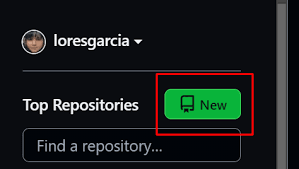 loresgarcia
Top Repositories
New
Find a repository...